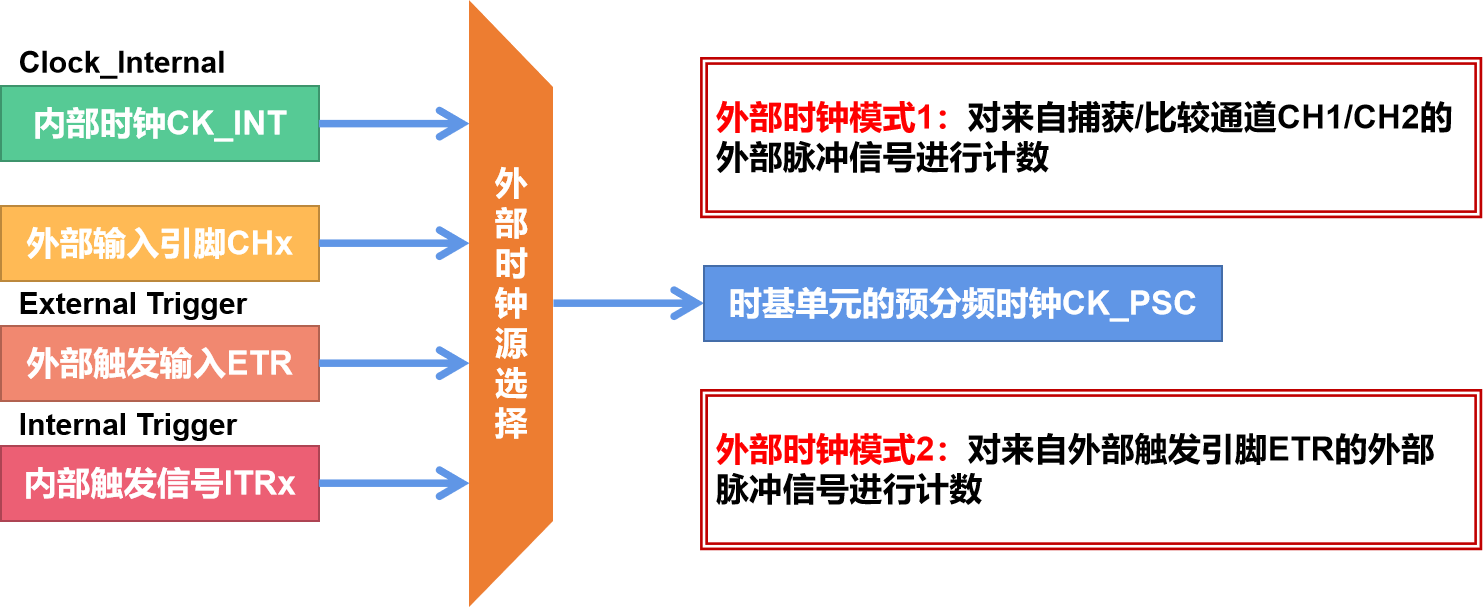 Clock_Internal
内部时钟CK_INT
外部输入引脚CHx
External Trigger
外部触发输入ETR
Internal Trigger
内部触发信号ITRx
外部时钟源选择
外部时钟模式1：对来自捕获/比较通道CH1/CH2的
外部脉冲信号进行计数
时基单元的预分频时钟CK_PSC
外部时钟模式2：对来自外部触发引脚ETR的外部
脉冲信号进行计数